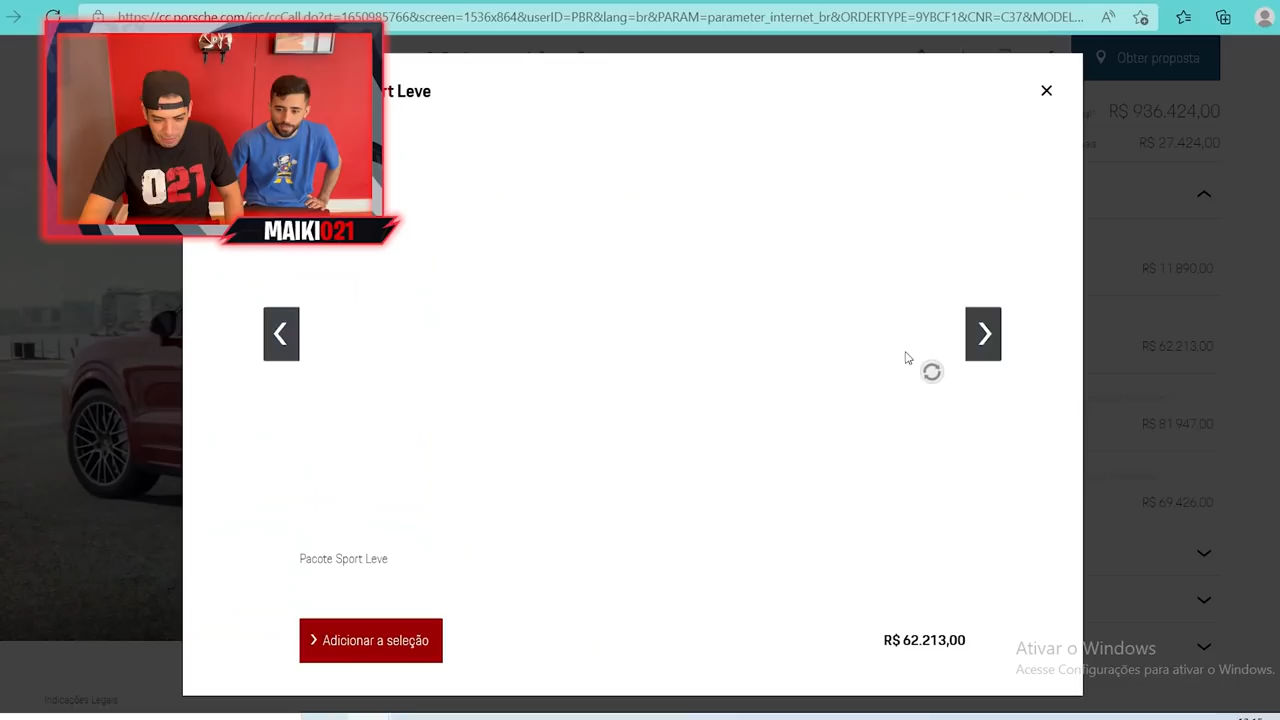 https://cc.porsche.com/icc/ccCall.do?rt=1650985766&screen=1536x864&userID=PBR&lang=br&PARAM=parameter_internet_br&ORDERTYPE=9YBCF1&CNR=C37&MODEL...
Obter proposta
rt Leve
R$ 936.424,00
R$ 27.424,00
021
MAIKI021
R$ 11.890,00
R$ 62.213,00
R$ 81.947,00
R$ 69.426,00
Pacote Sport Leve
Adicionar a seleção
R$ 62.213,00
Ativar o Windows
Acesse Configurações para ativar o Windows.
Indicações Legais